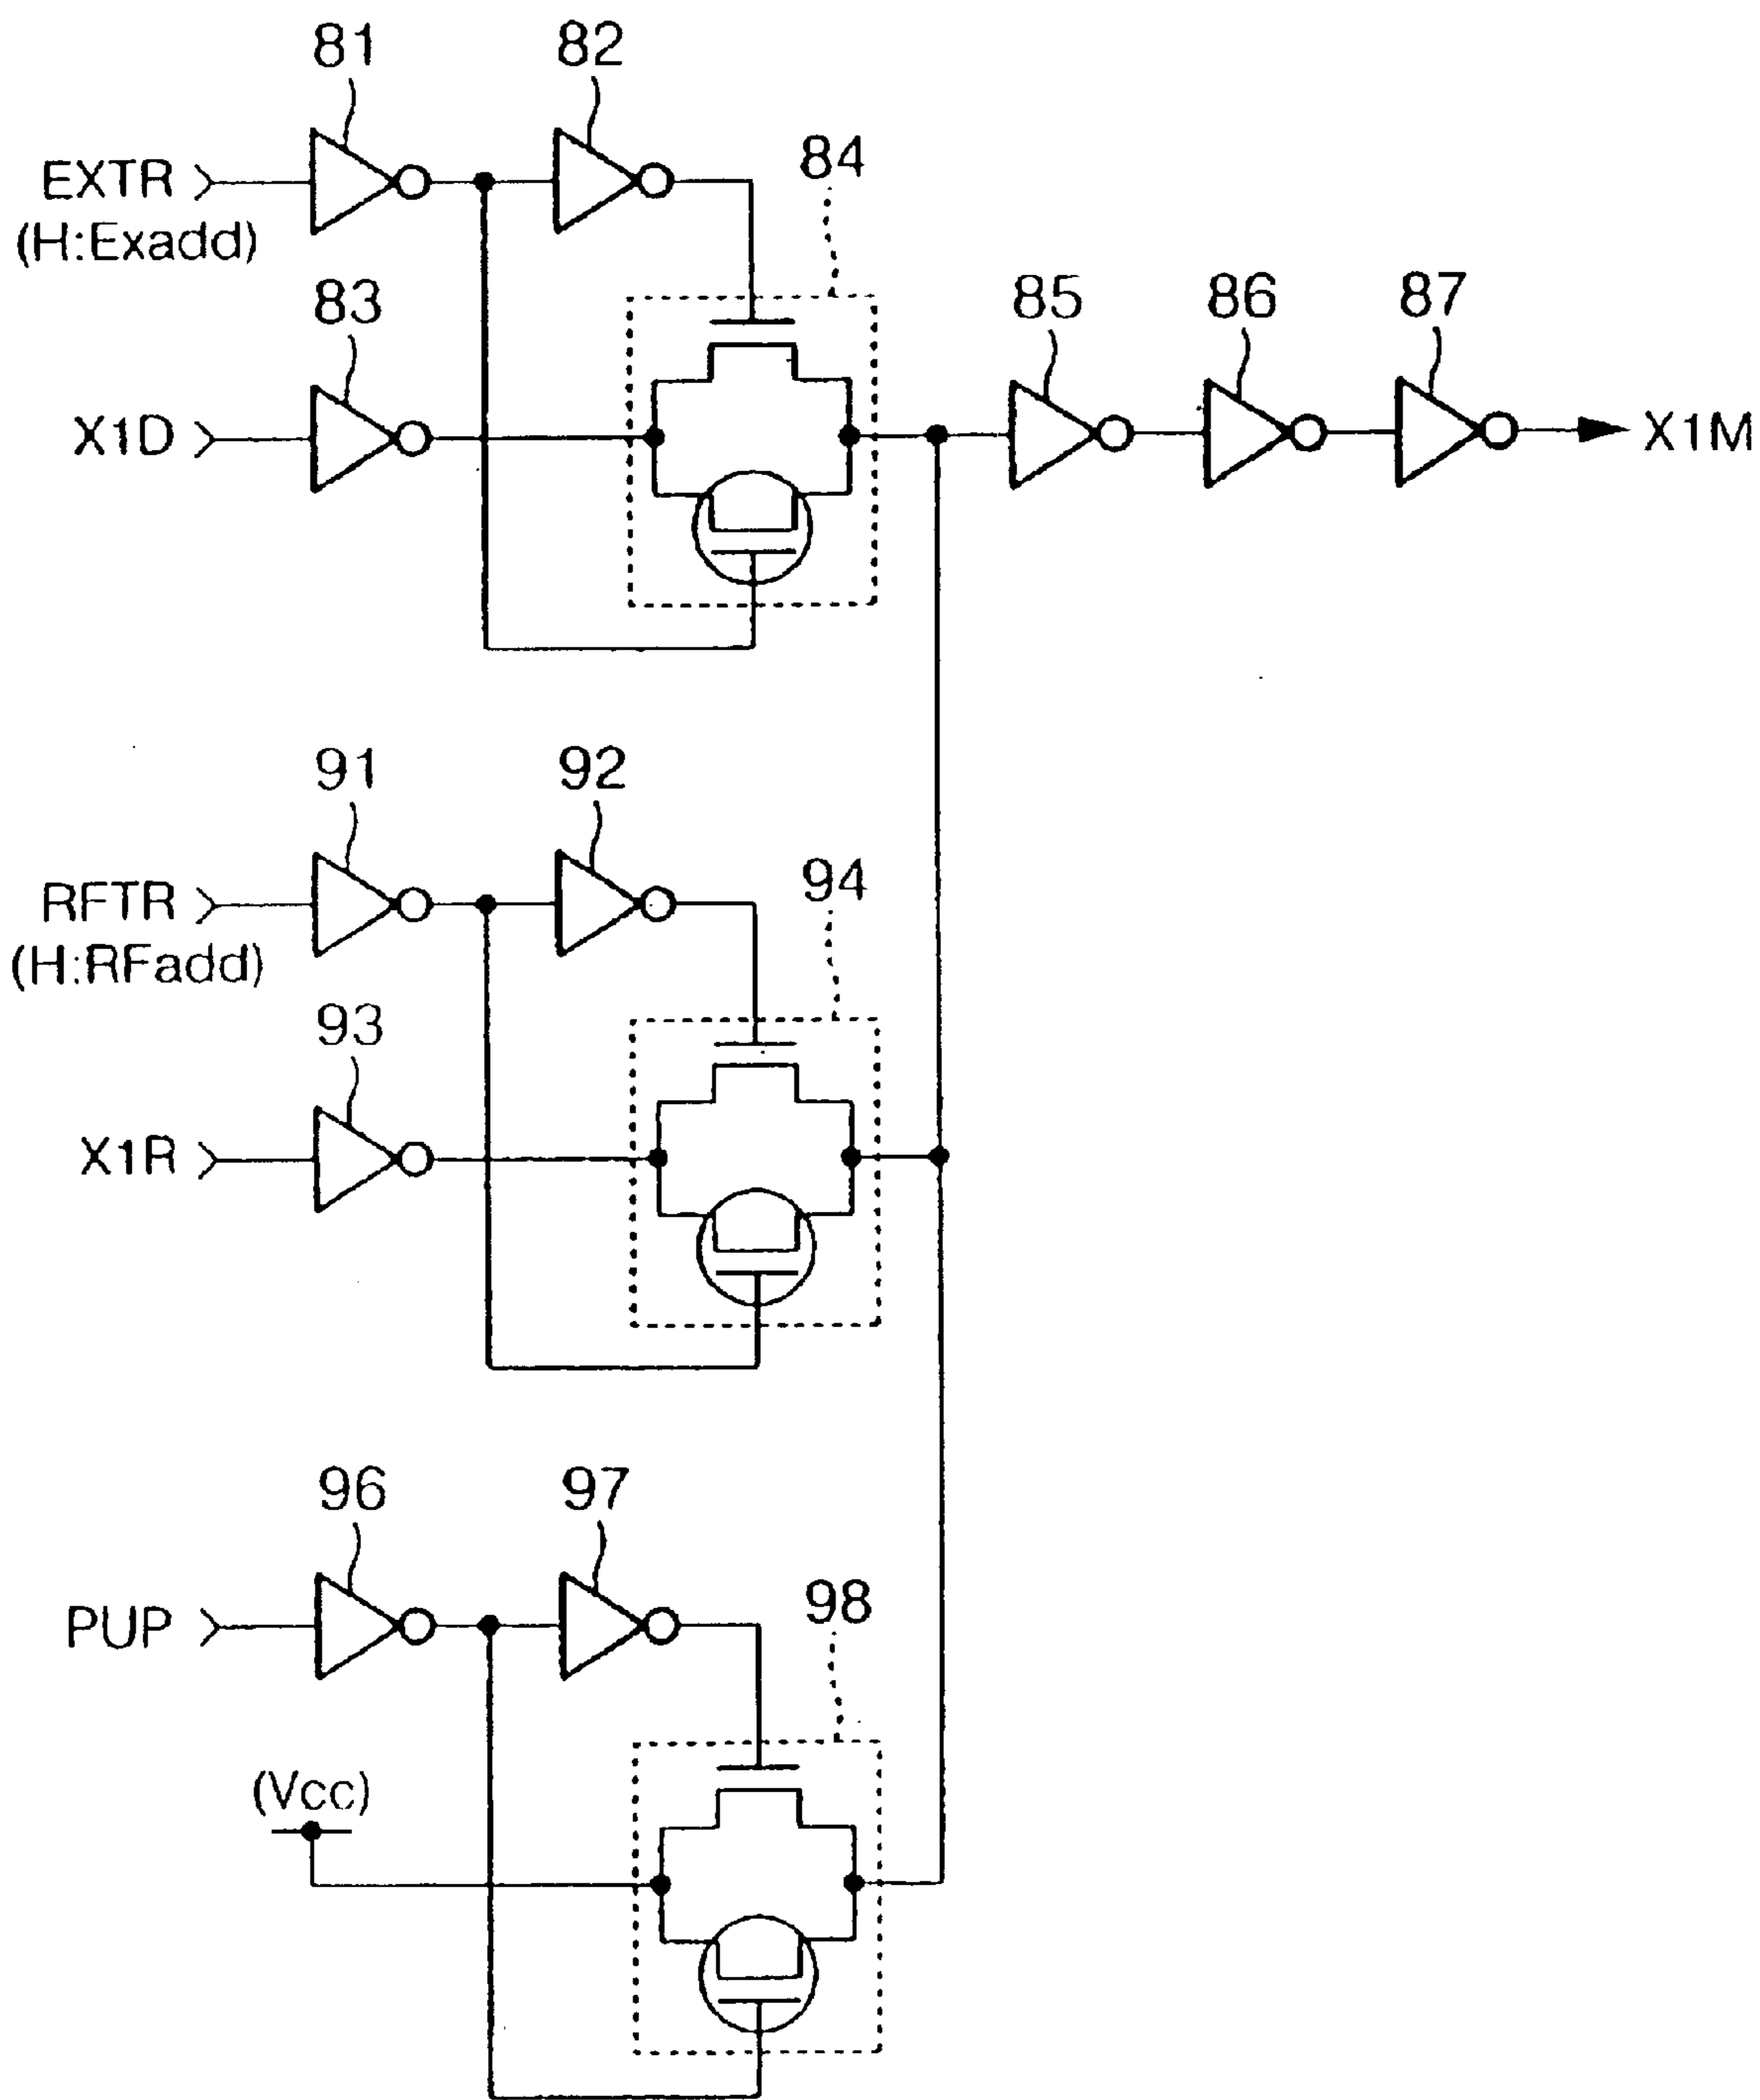 81
82
84
EXTR
(H:Exadd)
83
85
86
87
X1D
X1M
91
92
94
RFTR
(H:RFadd)
93
X1R
96
97
98
PUP
(Vcc)